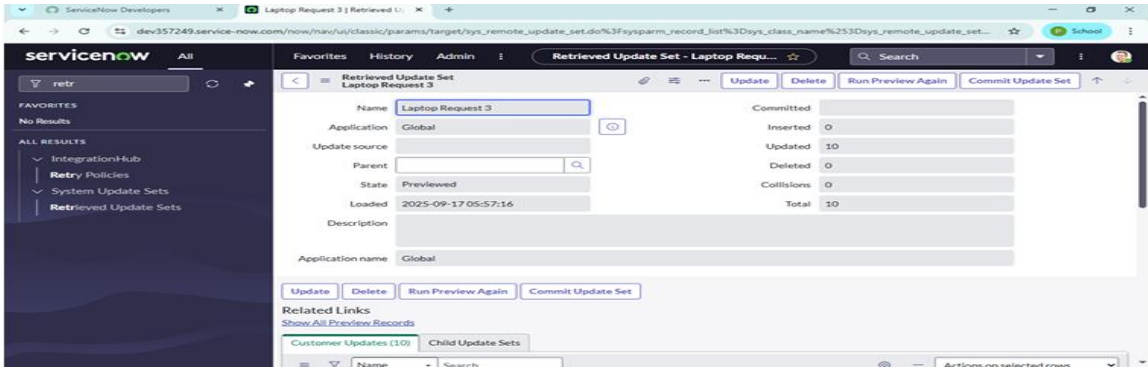 ServiceNow Developers
Laptop Request 3 | Retrieved U
dev357249.service-now.com/now/nav/ui/classic/params/target/sys_remote_update_set.do%3Fsysparm_record_list%3Dsys_class_name%253Dsys_remote_update_set...
School
servicenow All Favorites History Admin
Retrieved Update Set - Laptop Requ...
Search
retr
FAVORITES
No Results
ALL RESULTS
IntegrationHub
Retry Policies
System Update Sets
Retrieved Update Sets
Retrieved Update Set
Laptop Request 3
Update Delete Run Preview Again Commit Update Set
Name Laptop Request 3
Application Global
Update source
Parent
State Previewed
Loaded 2025-09-17 05:57:16
Description
Application name Global
Committed
Inserted 0
Updated 10
Deleted 0
Collisions 0
Total 10
Update Delete Run Preview Again Commit Update Set
Related Links
Show All Preview Records
Customer Updates (10) Child Update Sets
Name Search Actions on selected rows...